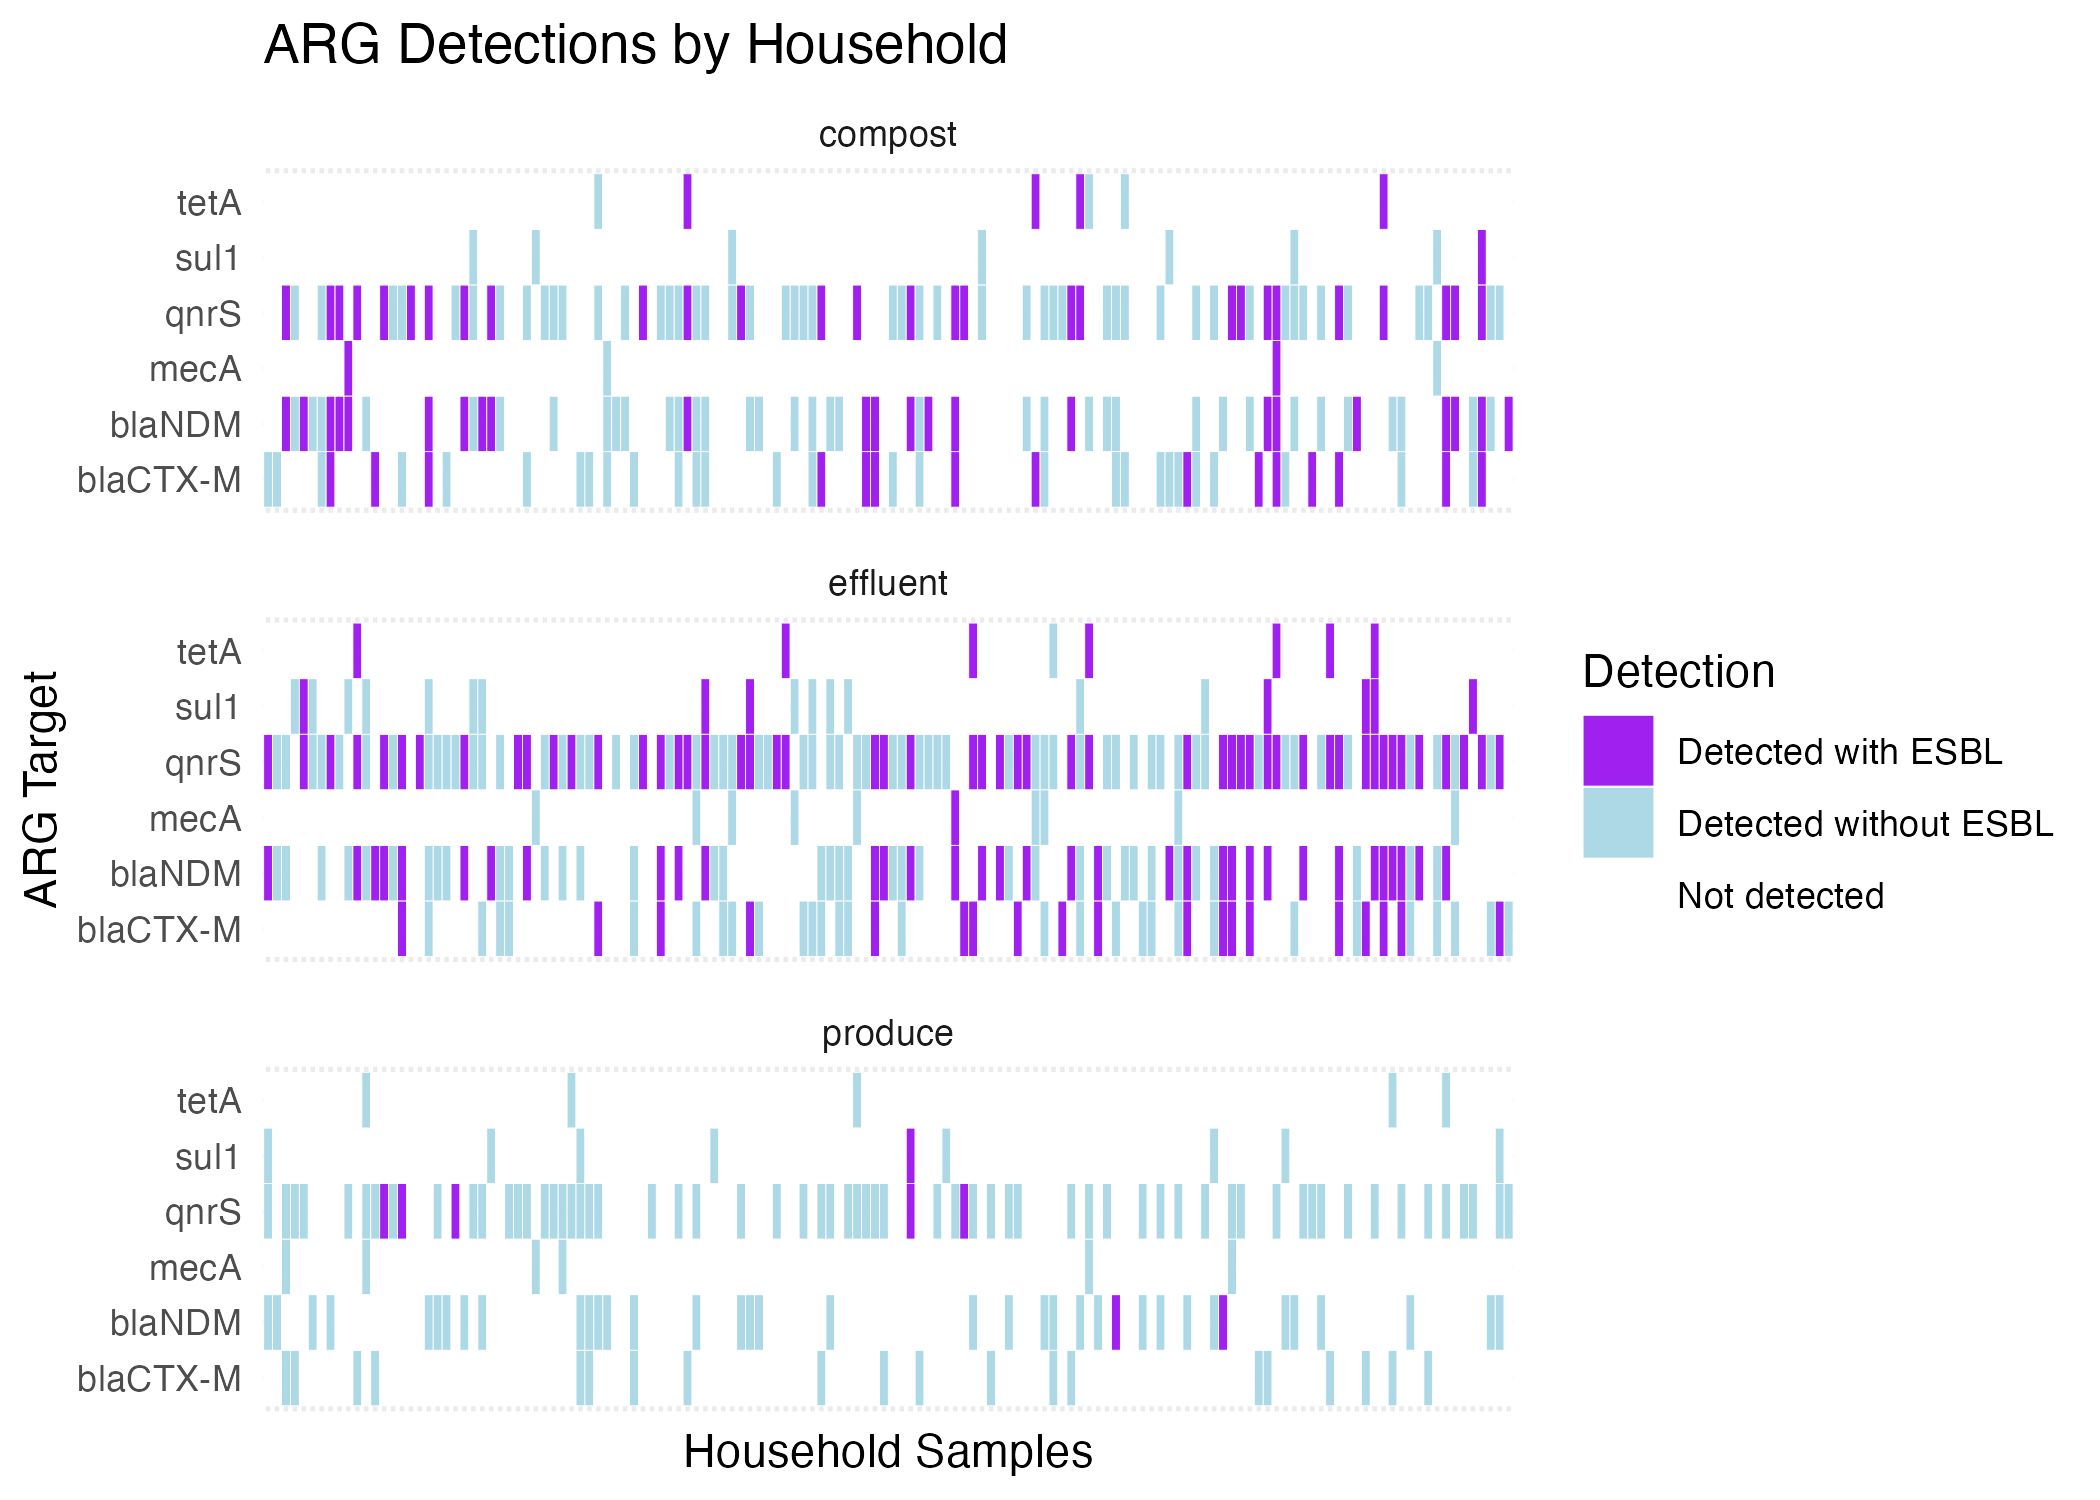 ARG Detections by Household
compost
tetA
sul1
qnrS
mecA
blaNDM
blaCTX-M
effluent
tetA
sul1
qnrS
mecA
blaNDM
blaCTX-M
produce
tetA
sul1
qnrS
mecA
blaNDM
blaCTX-M
ARG Target
Household Samples
Detection
Detected with ESBL
Detected without ESBL
Not detected